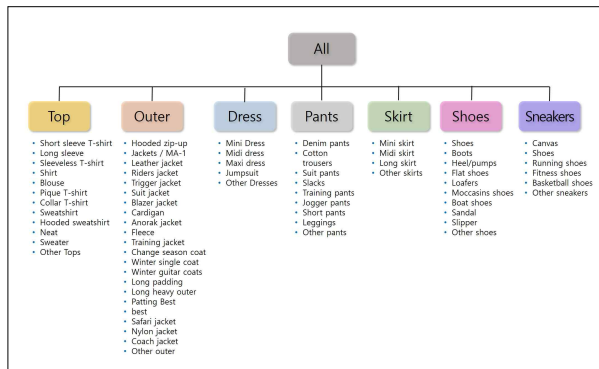 All
Top
Outer
Dress
Pants
Skirt
Shoes
Sneakers
Short sleeve T-shirt
Long sleeve
Sleeveless T-shirt
Shirt
Blouse
Pique T-shirt
Collar T-shirt
Sweatshirt
Hooded sweatshirt
Neat
Sweater
Other Tops
Hooded zip-up
Jackets / MA-1
Leather jacket
Riders jacket
Trigger jacket
Suit jacket
Blazer jacket
Cardigan
Anorak jacket
Fleece
Training jacket
Change season coat
Winter single coat
Winter guitar coats
Long padding
Long heavy outer
Patting Best
best
Safari jacket
Nylon jacket
Coach jacket
Other outer
Mini Dress
Midi dress
Maxi dress
Jumpsuit
Other Dresses
Denim pants
Cotton
trousers
Suit pants
Slacks
Training pants
Jogger pants
Short pants
Leggings
Other pants
Mini skirt
Midi skirt
Long skirt
Other skirts
Shoes
Boots
Heel/pumps
Flat shoes
Loafers
Moccasins shoes
Boat shoes
Sandal
Slipper
Other shoes
Canvas
Shoes
Running shoes
Fitness shoes
Basketball shoes
Other sneakers